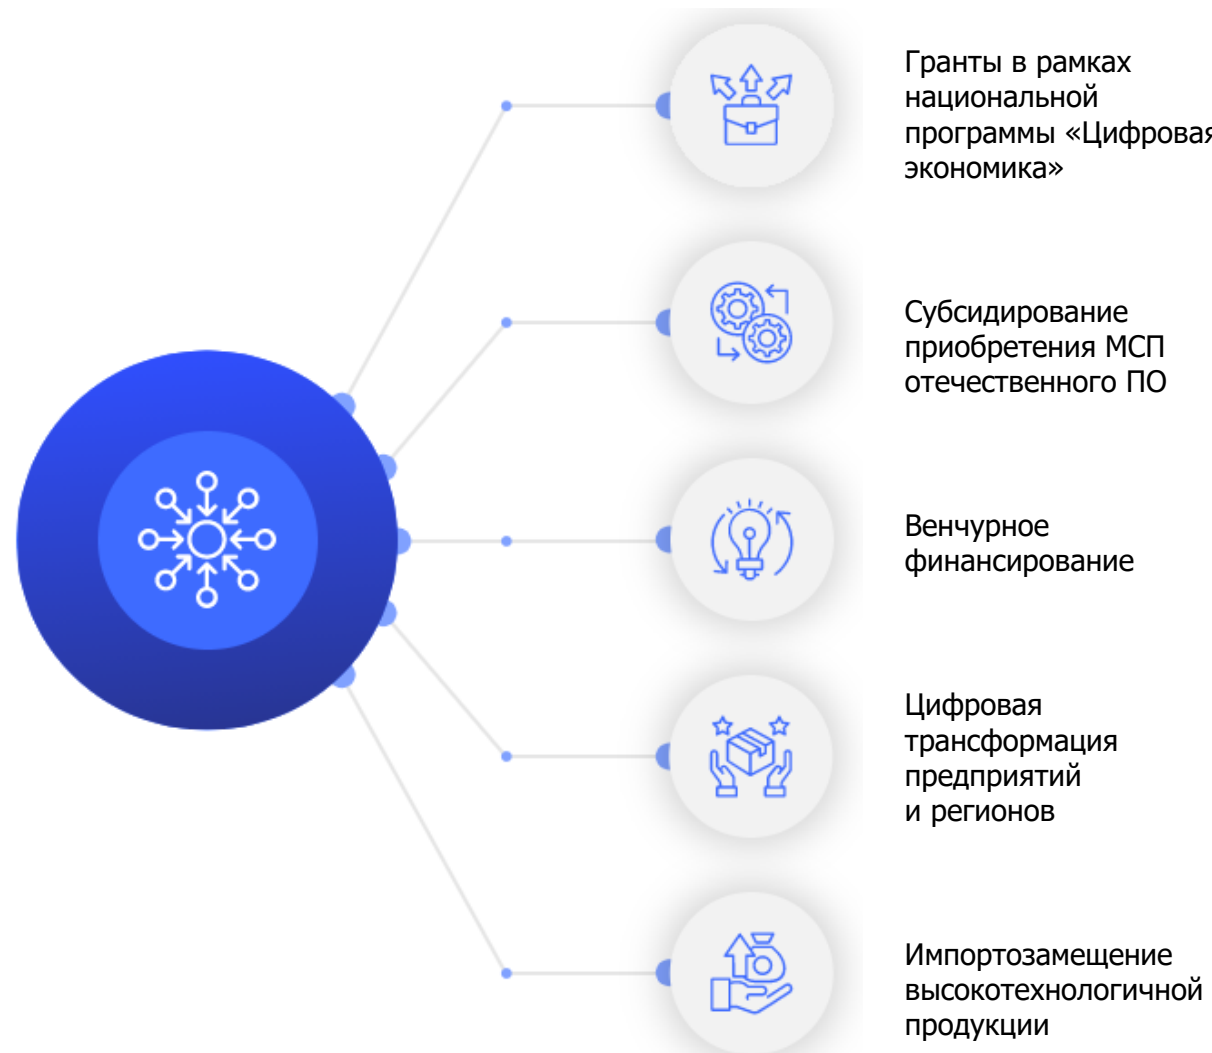 Гранты в рамках
национальной
программы «Цифровая
экономика»
Субсидирование
приобретения МСП
отечественного ПО
Венчурное
финансирование
Цифровая
трансформация
предприятий
и регионов
Импортозамещение
высокотехнологичной
продукции